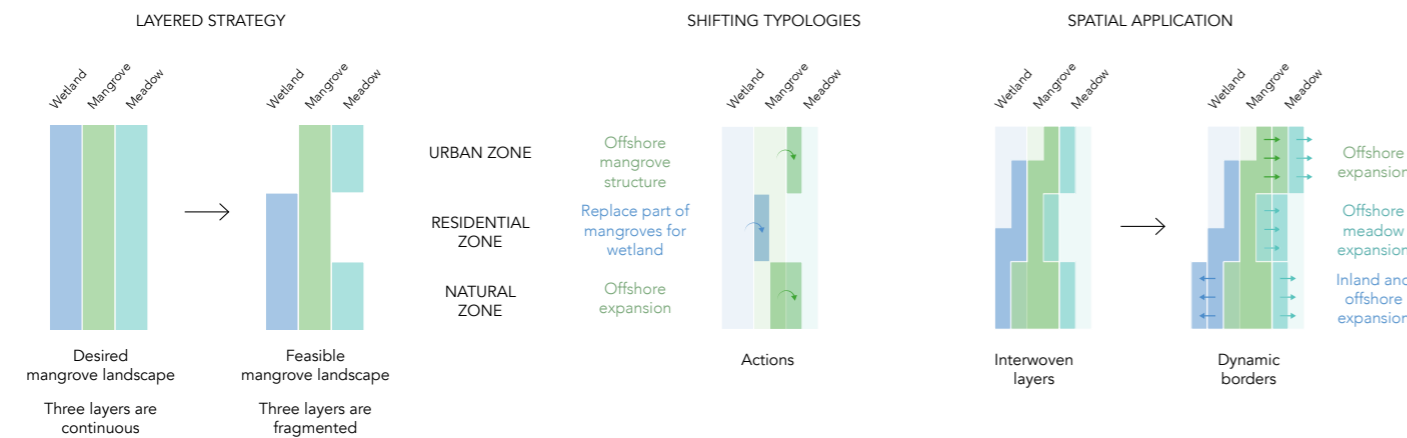 LAYERED STRATEGY
SHIFTING TYPOLOGIES
SPATIAL APPLICATION
Wetland
Mangrove
Meadow
Wetland
Mangrove
Meadow
Wetland
Mangrove
Meadow
Wetland
Mangrove
Meadow
Wetland
Mangrove
Meadow
URBAN ZONE
RESIDENTIAL
ZONE
NATURAL
ZONE
Offshore
mangrove
structure
Replace part of
mangroves for
wetland
Offshore
expansion
Offshore
expansion
Offshore
meadow
expansion
Inland and
offshore
expansion
Desired
mangrove landscape
Three layers are
continuous
Feasible
mangrove landscape
Three layers are
fragmented
Actions
Interwoven
layers
Dynamic
borders